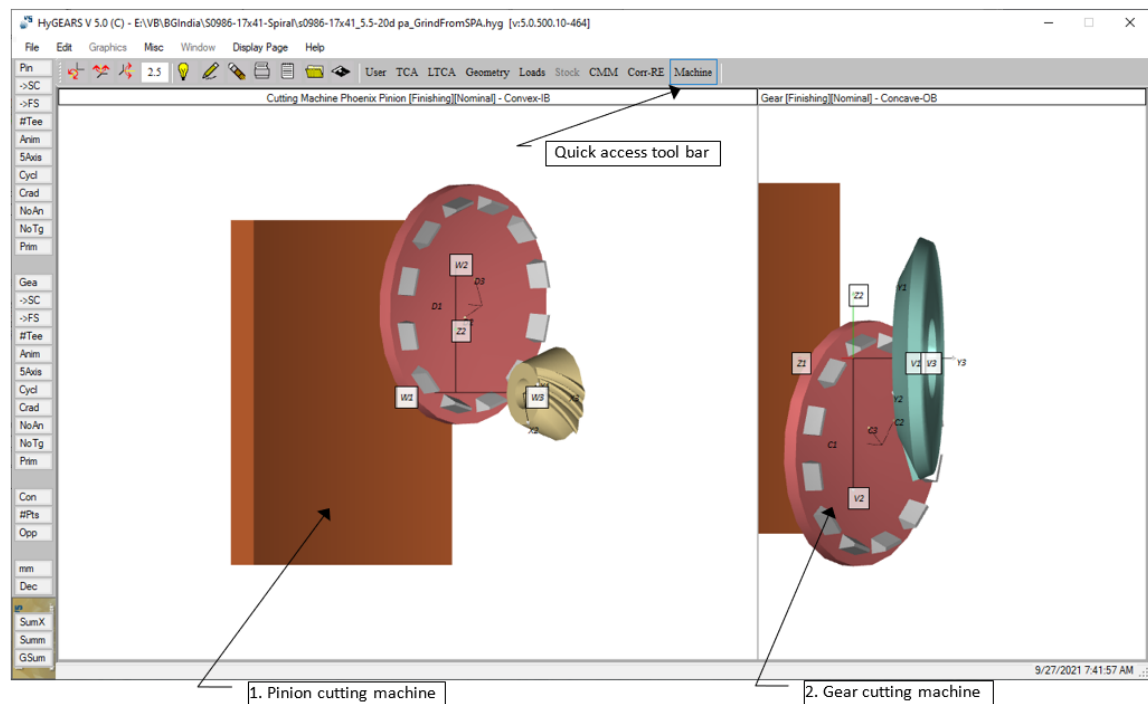 HyGEARS V 5.0 (C) - E:\VB\BGIndia\S0986-17x41-Spiral\s0986-17x41_5.5-20d pa_GrindFromSPA.hyg [v:5.0.500.10-464]
File Edit Graphics Misc Window Display Page Help
2.5 User TCA LTCA Geometry Loads Stock CMM Corr-RE Machine
Pin
->SC
->FS
#Tee
Anim
5Axis
Cycl
Crad
NoAn
NoTg
Prim
Gea
->SC
->FS
#Tee
Anim
5Axis
Cycl
Crad
NoAn
NoTg
Prim
Con
#Pts
Opp
mm
Dec
SumX
Summ
GSum
Cutting Machine Phoenix Pinion [Finishing][Nominal] - Convex-IB
Quick access tool bar
W2
D3
D1
Z2
W1
W3
X3
X2
Gear [Finishing][Nominal] - Concave-OB
Y1
Z2
Z1
V1
V3
Y3
Y2
C3
C2
C1
V2
9/27/2021 7:41:57 AM
1. Pinion cutting machine
2. Gear cutting machine